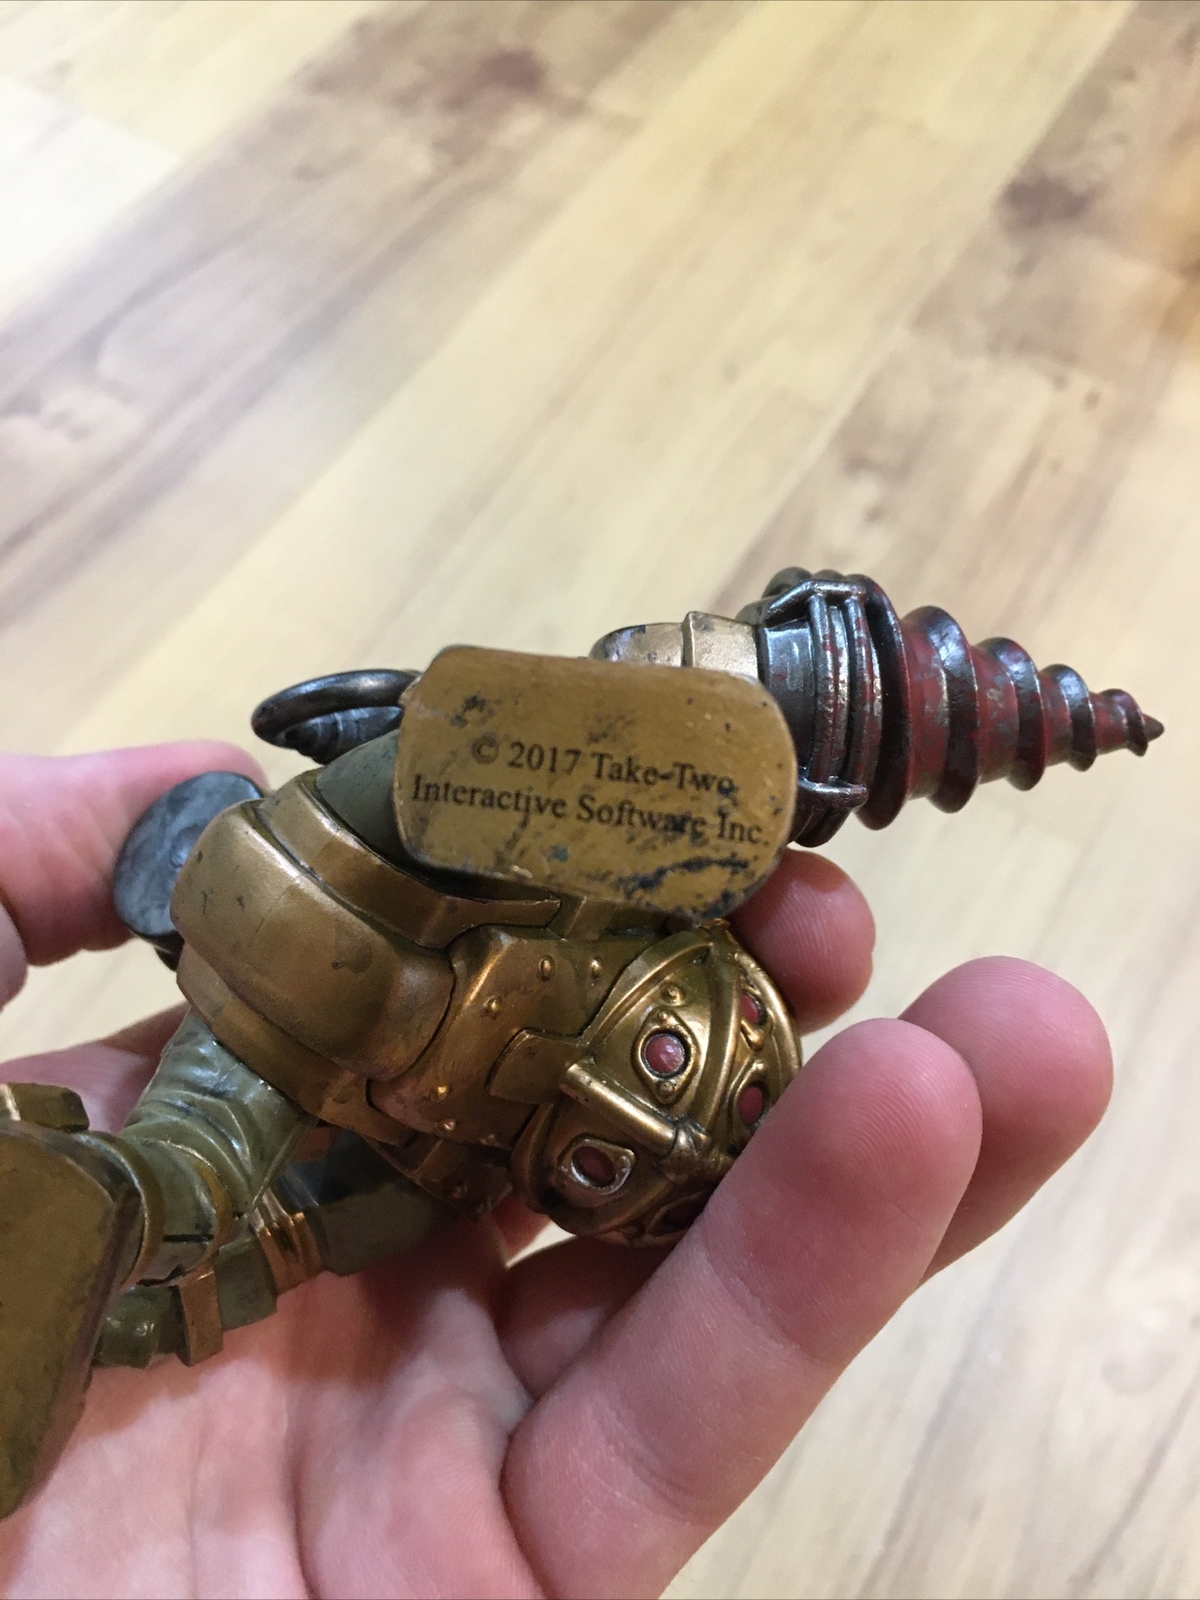 © 2017 Take-Two
Interactive Software Inc.